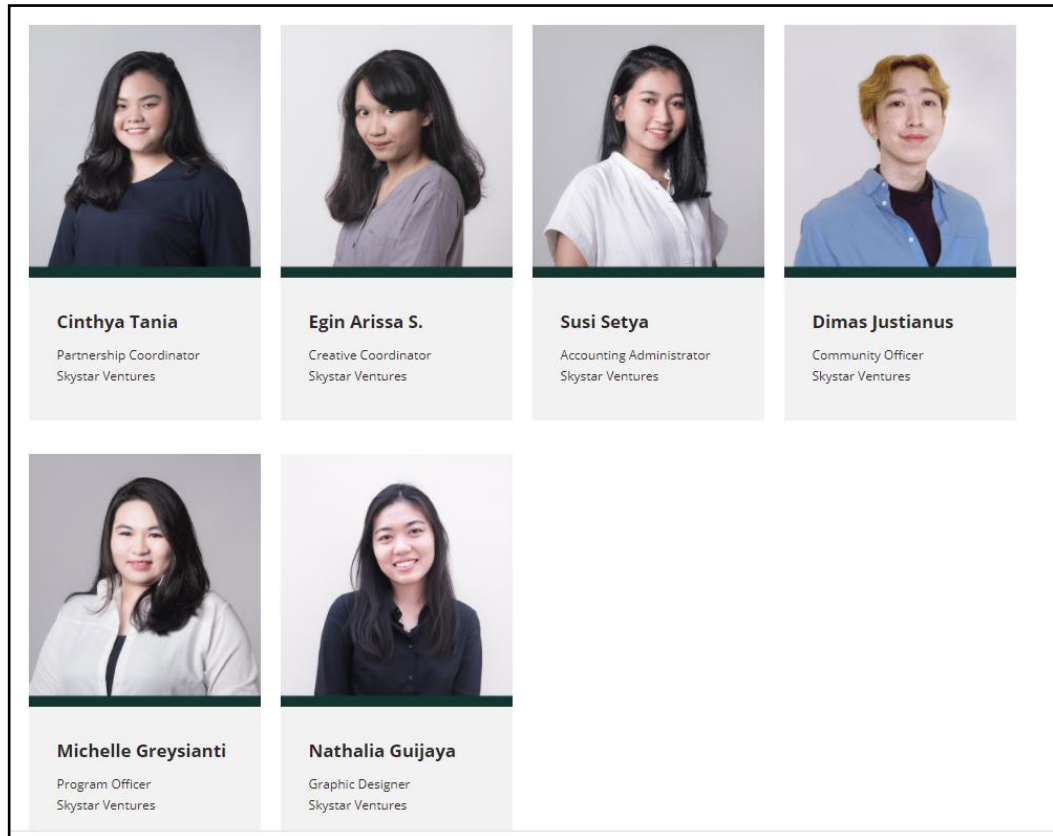 Cinthya Tania
Partnership Coordinator
Skystar Ventures
Egin Arissa S.
Creative Coordinator
Skystar Ventures
Susi Setya
Accounting Administrator
Skystar Ventures
Dimas Justianus
Community Officer
Skystar Ventures
Michelle Greysianti
Program Officer
Skystar Ventures
Nathalia Guijaya
Graphic Designer
Skystar Ventures